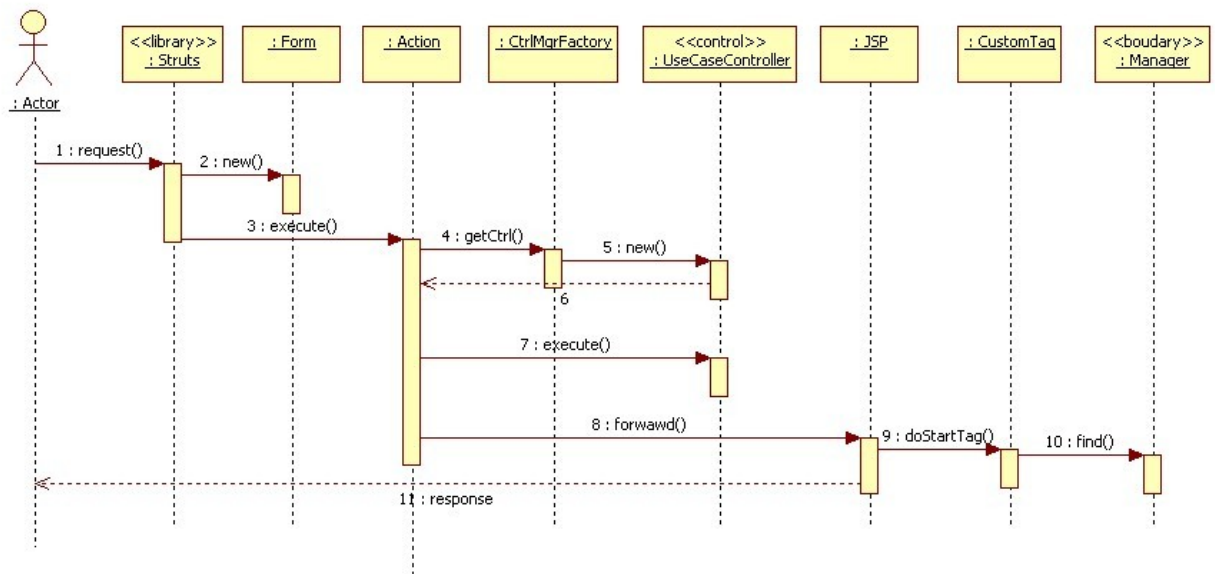 <<library>>
: Struts
: Form
: Action
: CtrlMgrFactory
<<control>>
: UseCaseController
: JSP
: CustomTag
<<boudary>>
: Manager
: Actor
1 : request()
2 : new()
3 : execute()
4 : getCtrl()
5 : new()
6
7 : execute()
8 : forwawd()
9 : doStartTag()
10 : find()
11 : response